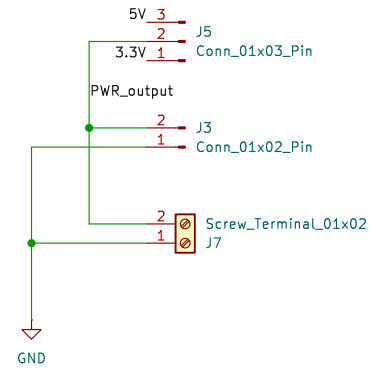 5V 3
2 J5
3.3V 1 Conn_01x03_Pin
PWR_output
2 J3
1 Conn_01x02_Pin
2 Screw_Terminal_01x02
1 J7
GND